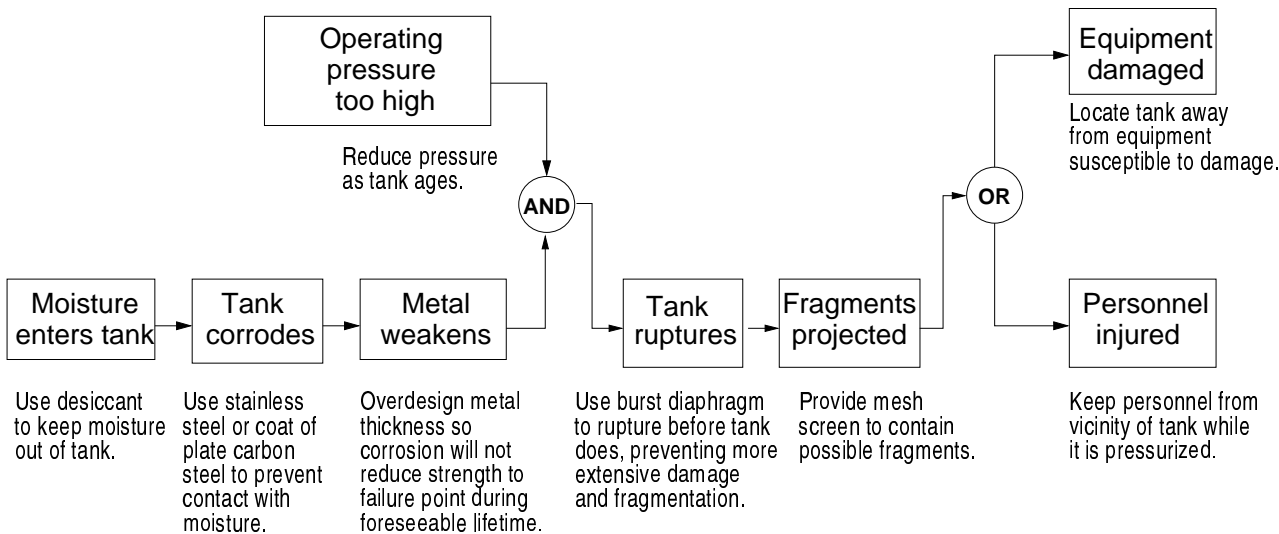 Operating
pressure
too high
Reduce pressure
as tank ages.
AND
Moisture
enters tank
Use desiccant
to keep moisture
out of tank.
Tank
corrodes
Use stainless
steel or coat of
plate carbon
steel to prevent
contact with
moisture.
Metal
weakens
Overdesign metal
thickness so
corrosion will not
reduce strength to
failure point during
foreseeable lifetime.
Tank
ruptures
Use burst diaphragm
to rupture before tank
does, preventing more
extensive damage
and fragmentation.
Fragments
projected
Provide mesh
screen to contain
possible fragments.
OR
Equipment
damaged
Locate tank away
from equipment
susceptible to damage.
Personnel
injured
Keep personnel from
vicinity of tank while
it is pressurized.